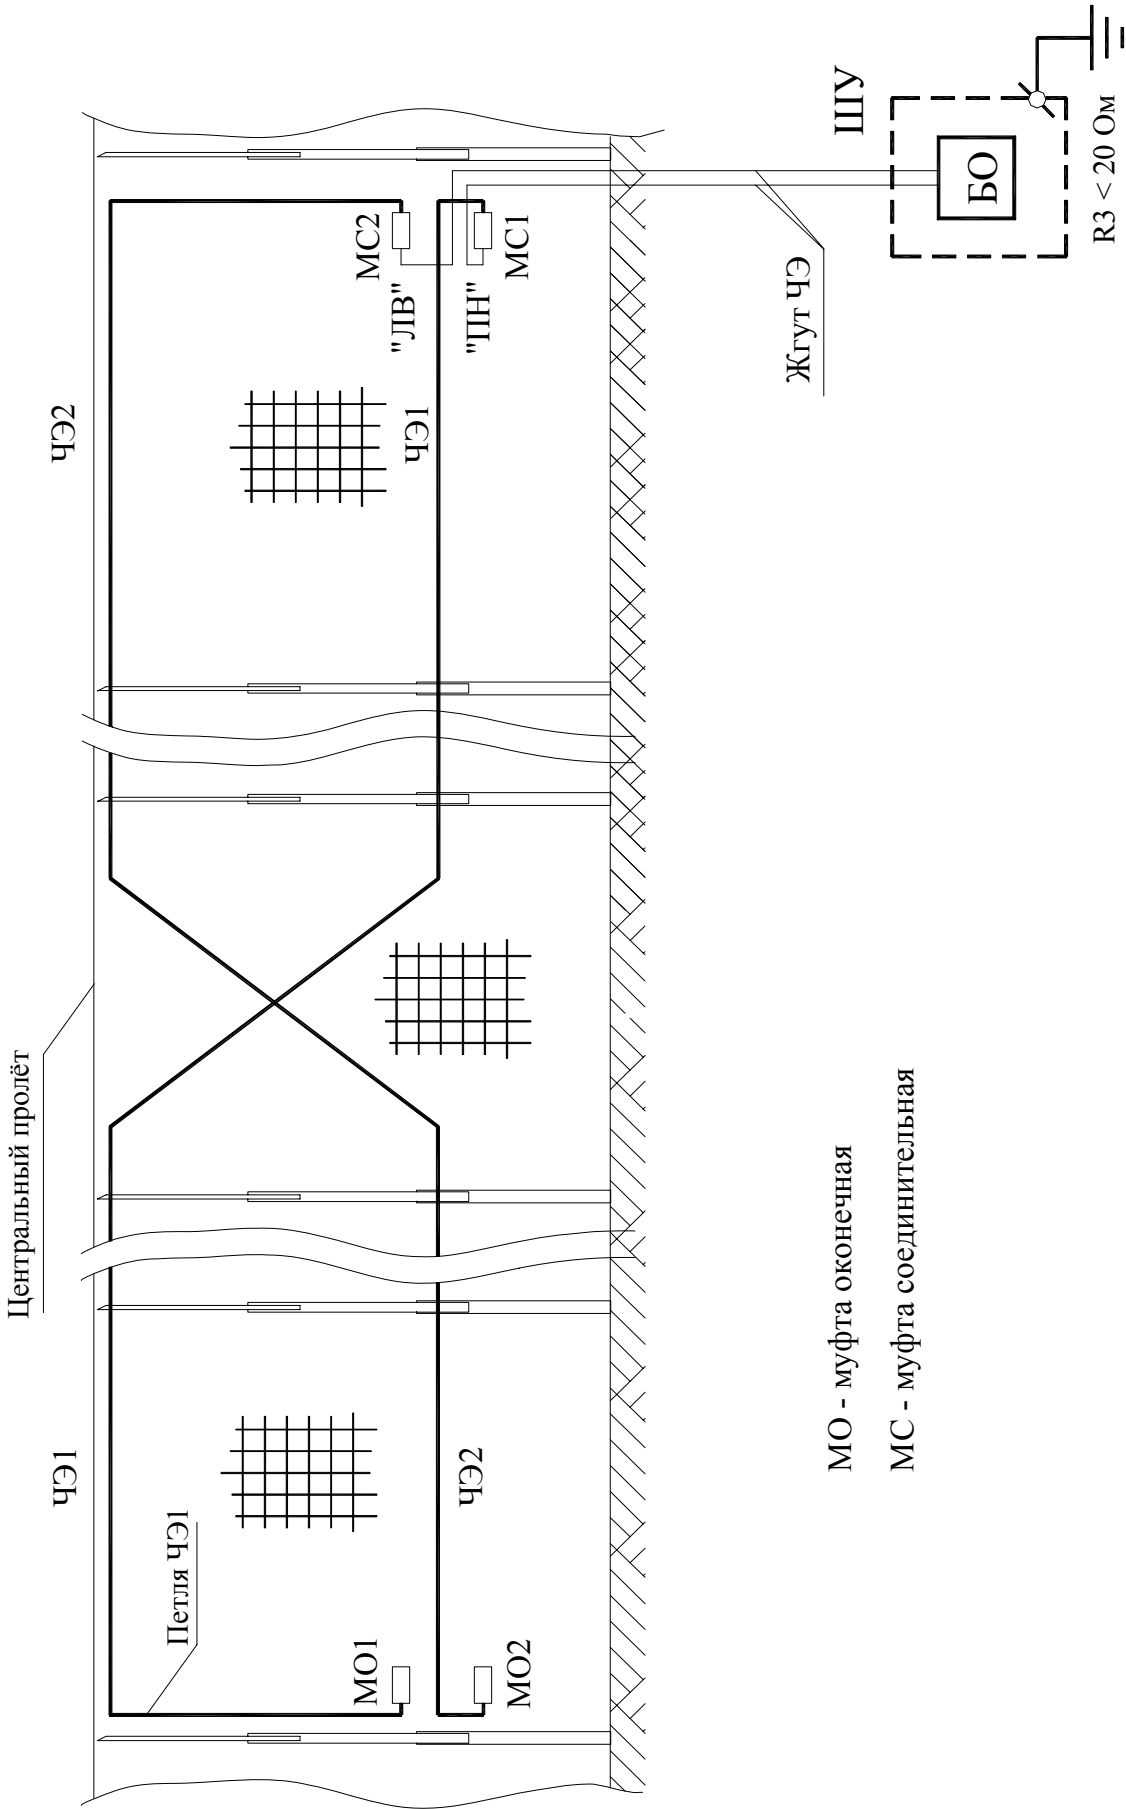 Центральный пролёт
ЧЭ1
ЧЭ2
Петля ЧЭ1
ЧЭ2
ЧЭ1
МО1
МО2
МС2
"ЛВ"
"ПН"
МС1
Жгут ЧЭ
ШУ
БО
R3 < 20 Ом
МО - муфта оконечная
МС - муфта соединительная